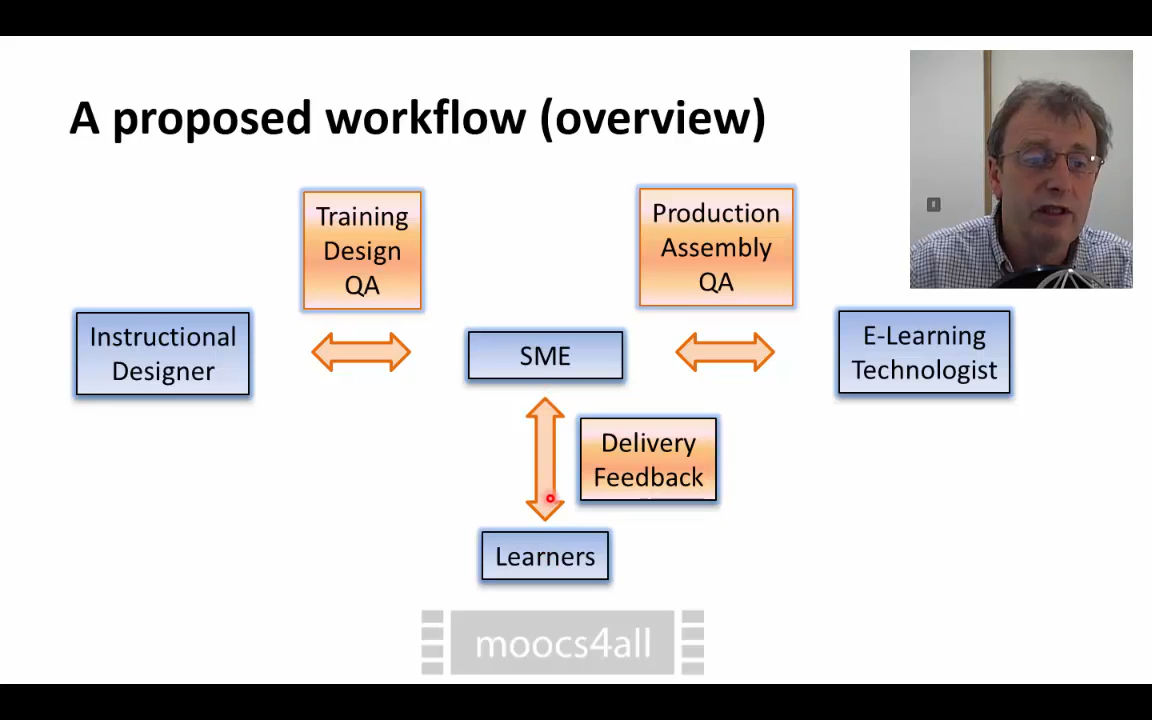 A proposed workflow (overview)
Training
Design
QA
Production
Assembly
QA
Instructional
Designer
SME
E-Learning
Technologist
Delivery
Feedback
Learners
moocs4all